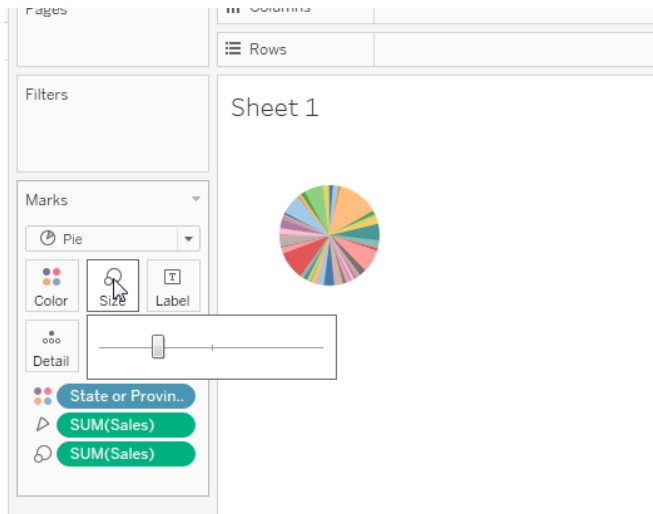 Pages
Columns
Rows
Filters
Sheet 1
Marks
Pie
Color
Size
Label
Detail
State or Provin..
SUM(Sales)
SUM(Sales)